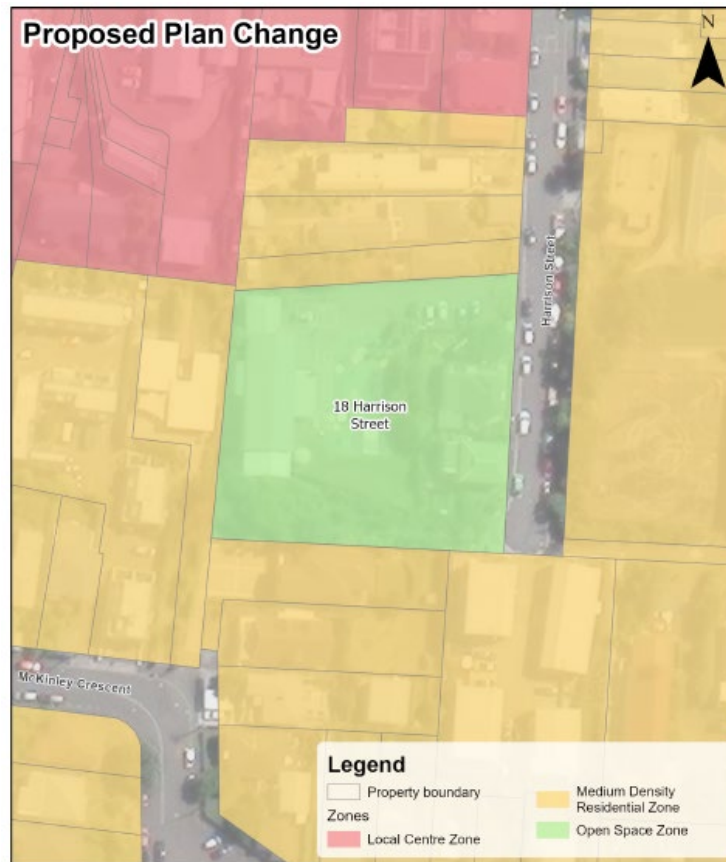 Proposed Plan Change
N
Harrison Street
18 Harrison
Street
McKinley Crescent
Legend
Property boundary
Zones
Local Centre Zone
Medium Density
Residential Zone
Open Space Zone